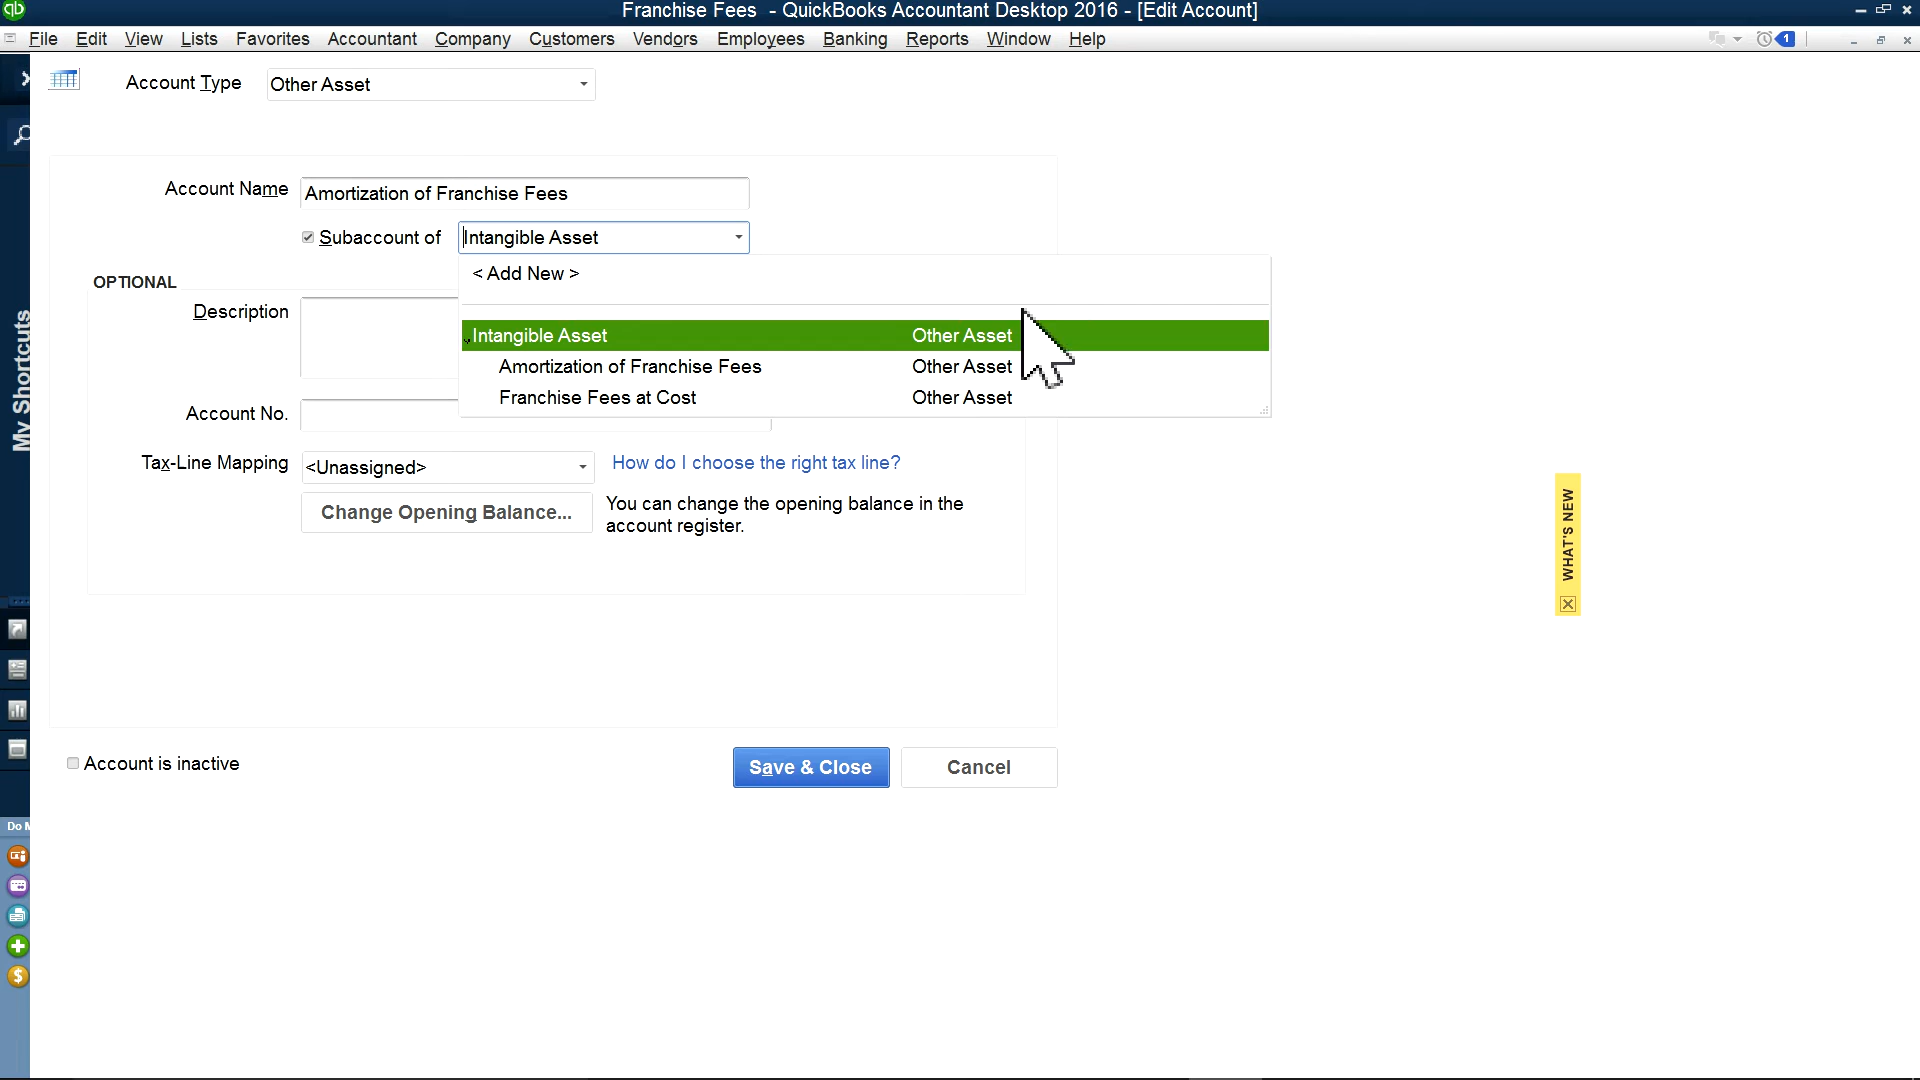 qb
Franchise Fees - QuickBooks Accountant Desktop 2016 - [Edit Account]
File Edit View Lists Favorites Accountant Company Customers Vendors Employees Banking Reports Window Help
1
Account Type Other Asset
Account Name Amortization of Franchise Fees
Subaccount of Intangible Asset
< Add New >
OPTIONAL
Description
Intangible Asset Other Asset
Amortization of Franchise Fees Other Asset
Franchise Fees at Cost Other Asset
Account No.
Tax-Line Mapping <Unassigned> How do I choose the right tax line?
Change Opening Balance... You can change the opening balance in the
account register.
My Shortcuts
WHAT'S NEW
Account is inactive
Save & Close Cancel
Do